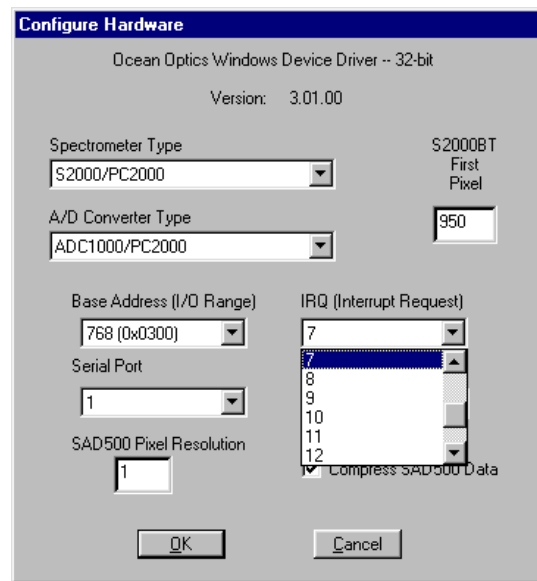 Configure Hardware
Ocean Optics Windows Device Driver -- 32-bit
Version: 3.01.00
Spectrometer Type
S2000/PC2000
S2000BT
First
Pixel
950
A/D Converter Type
ADC1000/PC2000
Base Address (I/O Range)
768 (0x0300)
IRQ (Interrupt Request)
7
7
8
9
10
11
12
Serial Port
1
SAD500 Pixel Resolution
1
Compress SAD500 Data
OK
Cancel